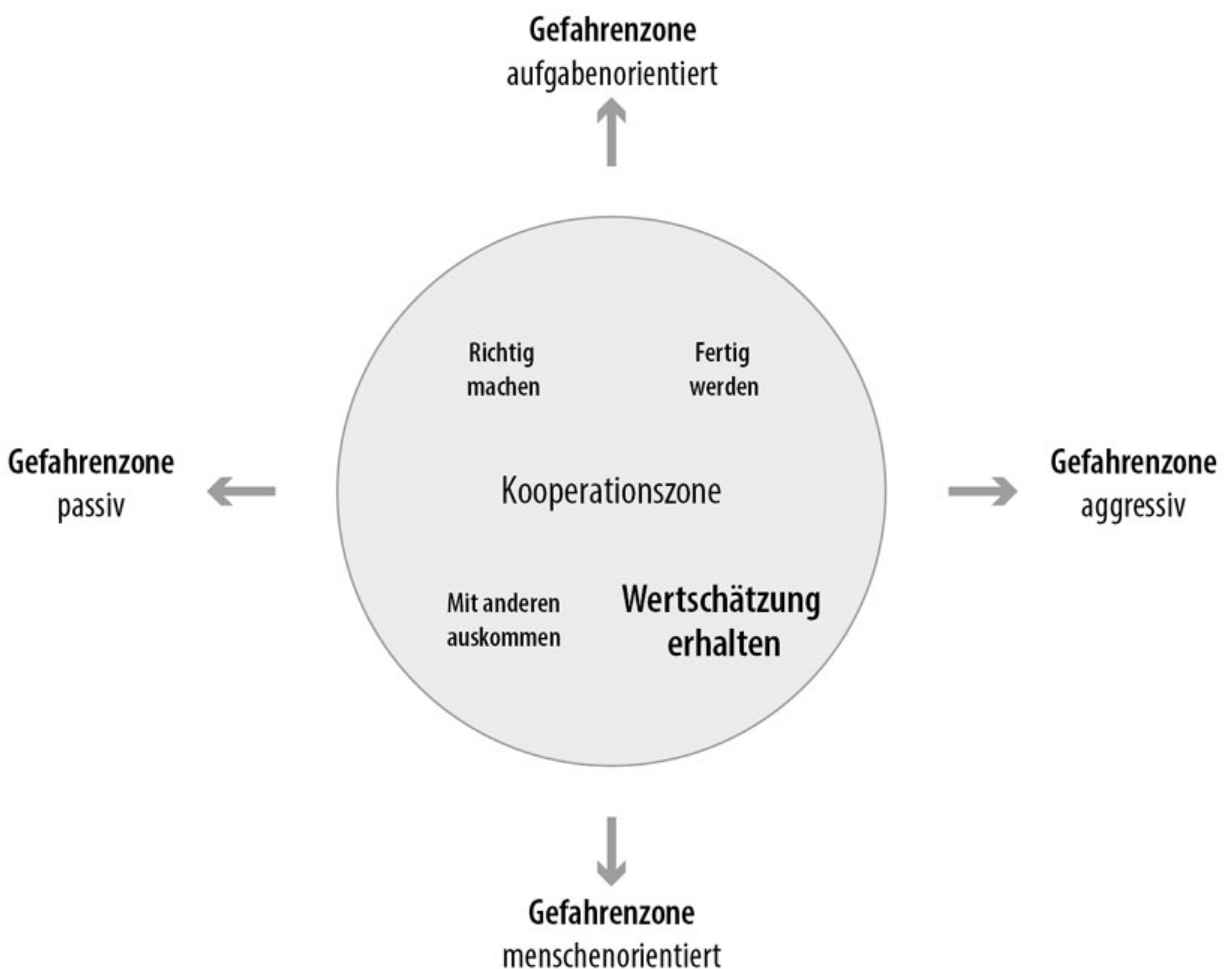 Gefahrenzone
aufgabenorientiert
Richtig
machen
Fertig
werden
Gefahrenzone
passiv
Kooperationszone
Gefahrenzone
aggressiv
Mit anderen
auskommen
Wertschätzung
erhalten
Gefahrenzone
menschenorientiert